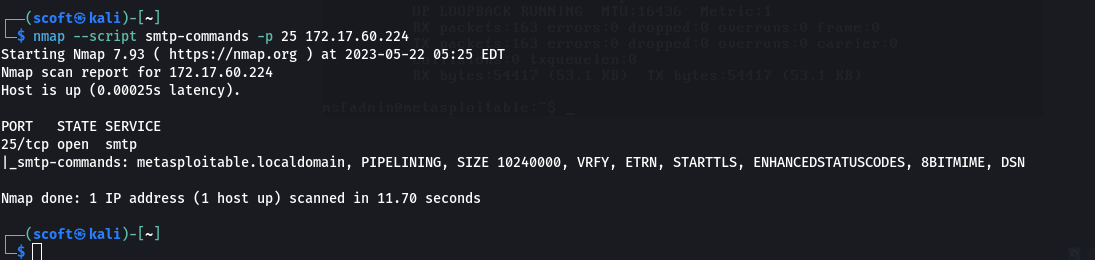 ┌──(scoft㉿kali)-[~]
└─$ nmap --script smtp-commands -p 25 172.17.60.224
Starting Nmap 7.93 ( https://nmap.org ) at 2023-05-22 05:25 EDT
Nmap scan report for 172.17.60.224
Host is up (0.00025s latency).
UP LOOPBACK RUNNING  MTU:16436  Metric:1
RX packets:163 errors:0 dropped:0 overruns:0 frame:0
packets:163 errors:0 dropped:0 overruns:0 carrier:0
txqueuelen:0
RX bytes:54417 (53.1 KB)  TX bytes:54417 (53.1 KB)
msfadmin@metasploitable:~$ _
PORT   STATE SERVICE
25/tcp open  smtp
|_smtp-commands: metasploitable.localdomain, PIPELINING, SIZE 10240000, VRFY, ETRN, STARTTLS, ENHANCEDSTATUSCODES, 8BITMIME, DSN
Nmap done: 1 IP address (1 host up) scanned in 11.70 seconds
┌──(scoft㉿kali)-[~]
└─$